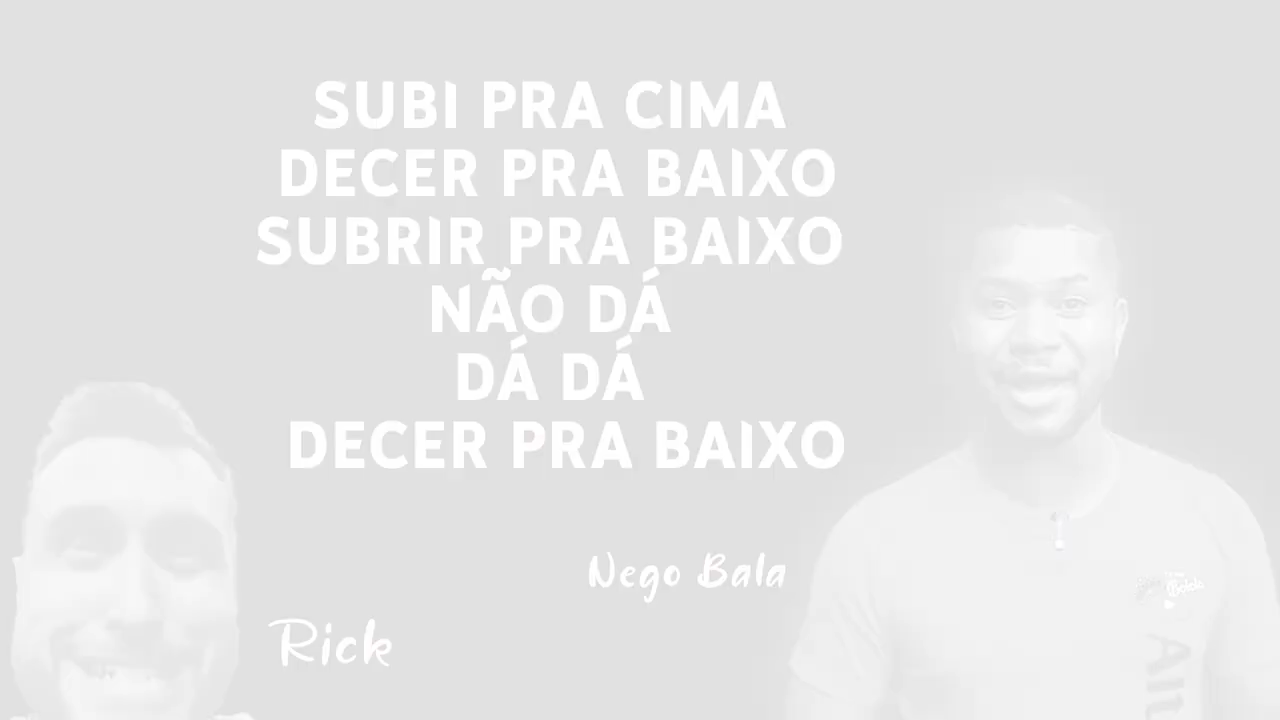 SUBI PRA CIMA
DECER PRA BAIXO
SUBRIR PRA BAIXO
NÃO DÁ
DÁ DÁ
DECER PRA BAIXO
Nego Bala
Rick